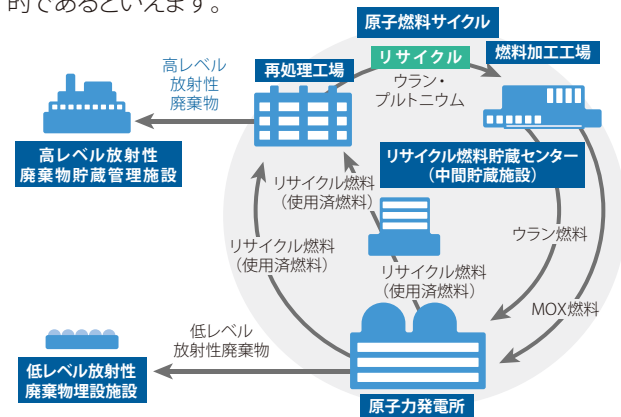 的であるといえます。
原子燃料サイクル
リサイクル
ウラン・
プルトニウム
再処理工場
燃料加工工場
高レベル
放射性
廃棄物
高レベル放射性
廃棄物貯蔵管理施設
リサイクル燃料貯蔵センター
（中間貯蔵施設）
リサイクル燃料
（使用済燃料）
リサイクル燃料
（使用済燃料）
リサイクル燃料
（使用済燃料）
ウラン燃料
MOX燃料
低レベル
放射性廃棄物
低レベル放射性
廃棄物埋設施設
原子力発電所